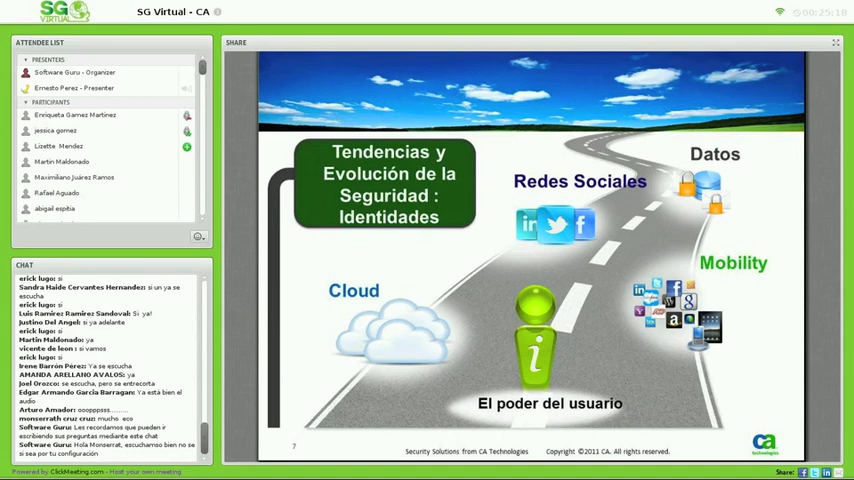 SG
VIRTUAL
SG Virtual - CA
00:25:18
ATTENDEE LIST
PRESENTERS
Software Guru - Organizer
Ernesto Perez - Presenter
PARTICIPANTS
Enriqueta Gamez Martinez
jessica gomez
Lizette Mendez
Martin Maldonado
Maximiliano Juárez Ramos
Rafael Aguado
abigail espitia
CHAT
erick lugo: si
Sandra Haide Cervantes Hernandez: si un ya se
escucha
erick lugo: si
Luis Ramirez Ramirez Sandoval: Si ya!
Justino Del Angel: si ya adelante
erick lugo: si
Martin Maldonado: ya
vicente de leon: si vamos
erick lugo: si
Irene Barrón Pérez: Ya se escucha
AMANDA ARELLANO AVALOS: ya
Joel Orozco: se escucha, pero se entrecorta
Edgar Armando Garcia Barragan: Ya está bien el
audio
Arturo Amador: ooopppsss........
monserrath cruz cruz: mucho eco
Software Guru: Les recordamos que pueden ir
escribiendo sus preguntas mediante este chat
Software Guru: Hola Monserrat, escuchamso bien no se
si sea por tu configuración
Powered by ClickMeeting.com - Host your own meeting
SHARE
Tendencias y
Evolución de la
Seguridad :
Identidades
Datos
Redes Sociales
in
f
Mobility
in
f
g
Y
a
Cloud
i
El poder del usuario
7
Security Solutions from CA Technologies Copyright ©2011 CA. All rights reserved.
ca
technologies
Share: